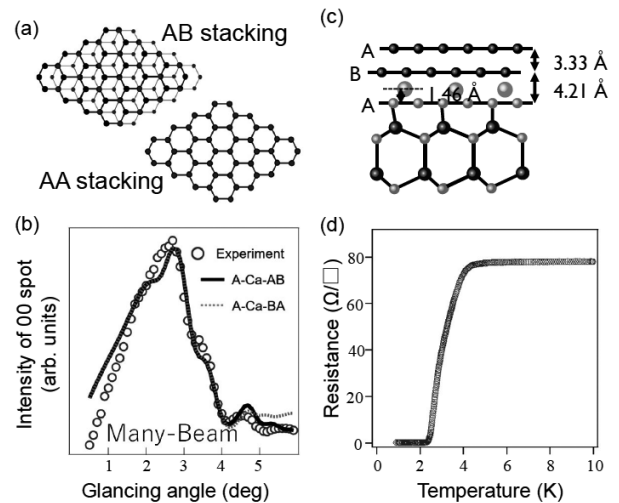 (a)
AB stacking
AA stacking
(c)
A
B
A
3.33 Å
4.21 Å
1.46 Å
(b)
Intensity of 00 spot
(arb. units)
Experiment
A-Ca-AB
A-Ca-BA
Many-Beam
1 2 3 4 5
Glancing angle (deg)
(d)
Resistance (Ω/□)
80
60
40
20
0
0 2 4 6 8 10
Temperature (K)